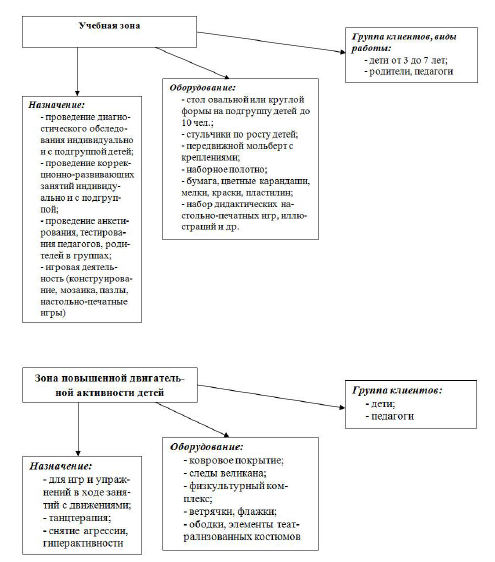 Учебная зона
Группа клиентов, виды
работы:
- дети от 3 до 7 лет;
- родители, педагоги
Назначение:
- проведение диагно-
стического обследо-
вания индивидуально
и с подгруппой детей;
- проведение коррек-
ционно-развивающих
занятий индивиду-
ально и с подгруп-
пой;
- проведение анкети-
рования, тестирова-
ния педагогов, роди-
телей в группах;
- игровая деятель-
ность (конструирова-
ние, мозаика, пазлы,
настольно-печатные
игры)
Оборудование:
- стол овальной или круглой
формы на подгруппу детей до
10 чел.;
- стульчики по росту детей;
- передвижной мольберт с
креплениями;
- наборное полотно;
- бумага, цветные карандаши,
мелки, краски, пластилин;
- набор дидактических на-
стольно-печатных игр, иллю-
страций и др.
Зона повышенной двигатель-
ной активности детей
Группа клиентов:
- дети;
- педагоги
Назначение:
- для игр и упраж-
нений в ходе заня-
тий с движениями;
- танцтерапия;
- снятие агрессии,
гиперактивности
Оборудование:
- ковровое покрытие;
- следы великана;
- физкультурный ком-
плекс;
- ветрячки, флажки;
- ободки, элементы теат-
рализованных костюмов